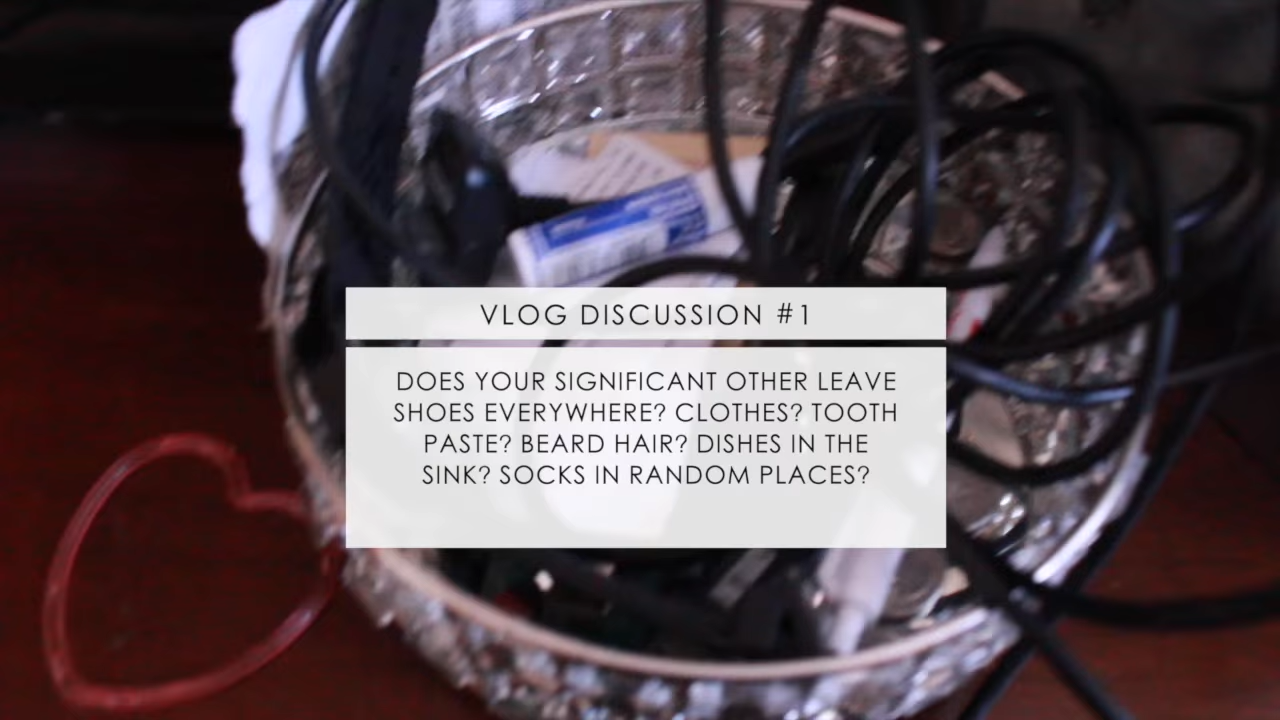 VLOG DISCUSSION #1
DOES YOUR SIGNIFICANT OTHER LEAVE
SHOES EVERYWHERE? CLOTHES? TOOTH
PASTE? BEARD HAIR? DISHES IN THE
SINK? SOCKS IN RANDOM PLACES?